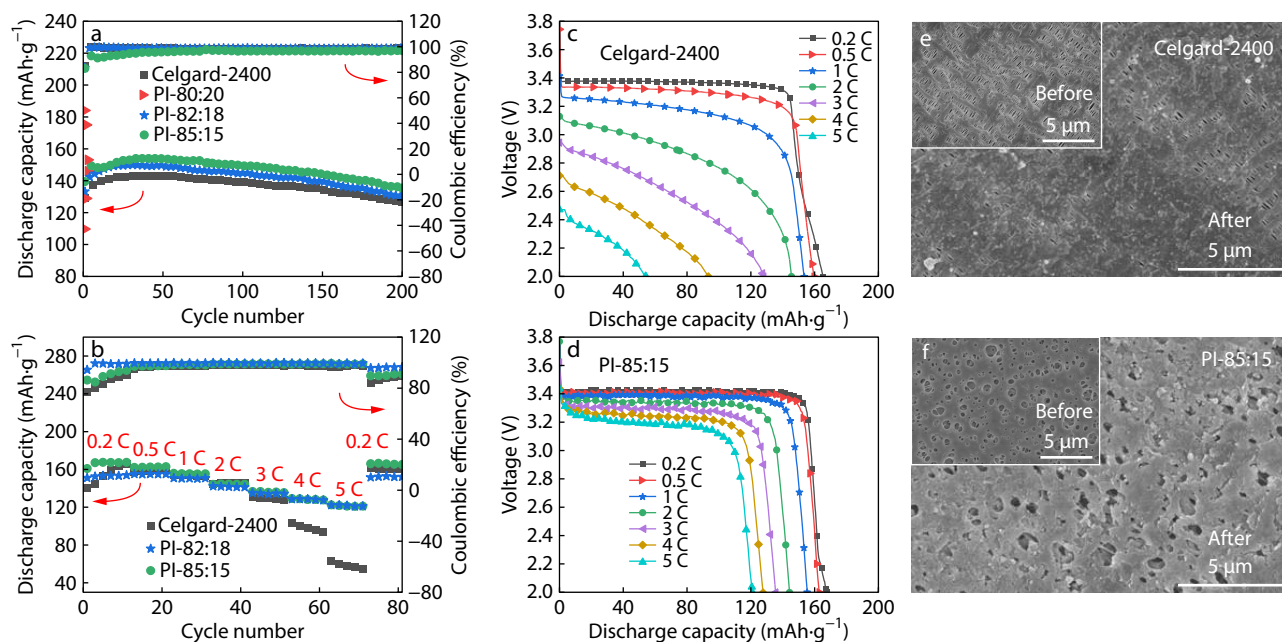 a
Discharge capacity (mAh·g⁻¹)
240
220
200
180
160
140
120
100
80
Celgard-2400
PI-80:20
PI-82:18
PI-85:15
120
100
80
60
40
20
0
−20
−40
−60
−80
Coulombic efficiency (%)
0 50 100 150 200
Cycle number
c
Celgard-2400
Voltage (V)
3.8
3.6
3.4
3.2
3.0
2.8
2.6
2.4
2.2
2.0
0.2 C
0.5 C
1 C
2 C
3 C
4 C
5 C
0 40 80 120 160 200
Discharge capacity (mAh·g⁻¹)
e
Celgard-2400
Before
5 μm
After
5 μm
b
Discharge capacity (mAh·g⁻¹)
280
240
200
160
120
80
40
0.2 C
0.5 C
1 C
2 C
3 C
4 C
5 C
0.2 C
Celgard-2400
PI-82:18
PI-85:15
120
80
40
0
−40
−80
Coulombic efficiency (%)
0 20 40 60 80
Cycle number
d
PI-85:15
Voltage (V)
3.8
3.6
3.4
3.2
3.0
2.8
2.6
2.4
2.2
2.0
0.2 C
0.5 C
1 C
2 C
3 C
4 C
5 C
0 40 80 120 160 200
Discharge capacity (mAh·g⁻¹)
f
PI-85:15
Before
5 μm
After
5 μm